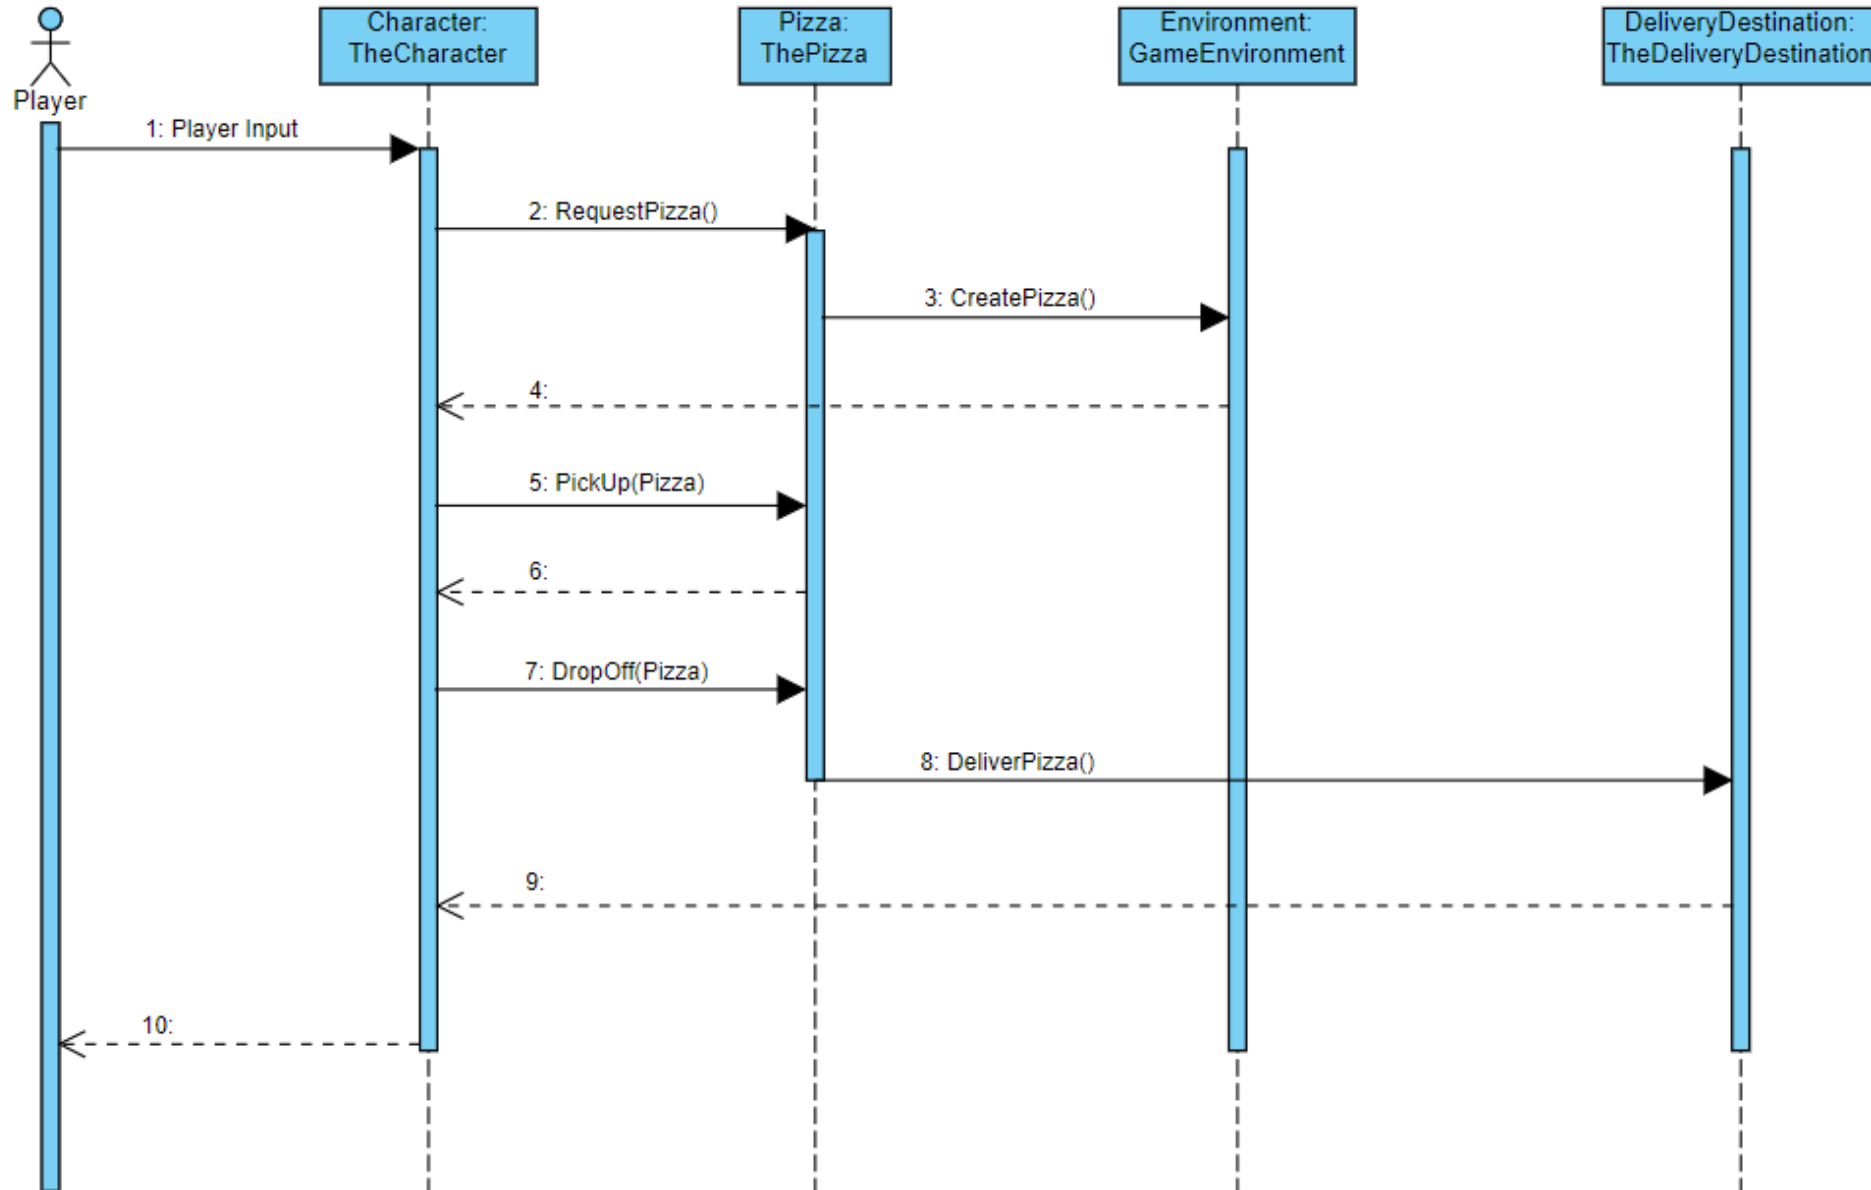 Character:
TheCharacter
Pizza:
ThePizza
Environment:
GameEnvironment
DeliveryDestination:
TheDeliveryDestination
Player
1: Player Input
2: RequestPizza()
3: CreatePizza()
4:
5: PickUp(Pizza)
6:
7: DropOff(Pizza)
8: DeliverPizza()
9:
10: